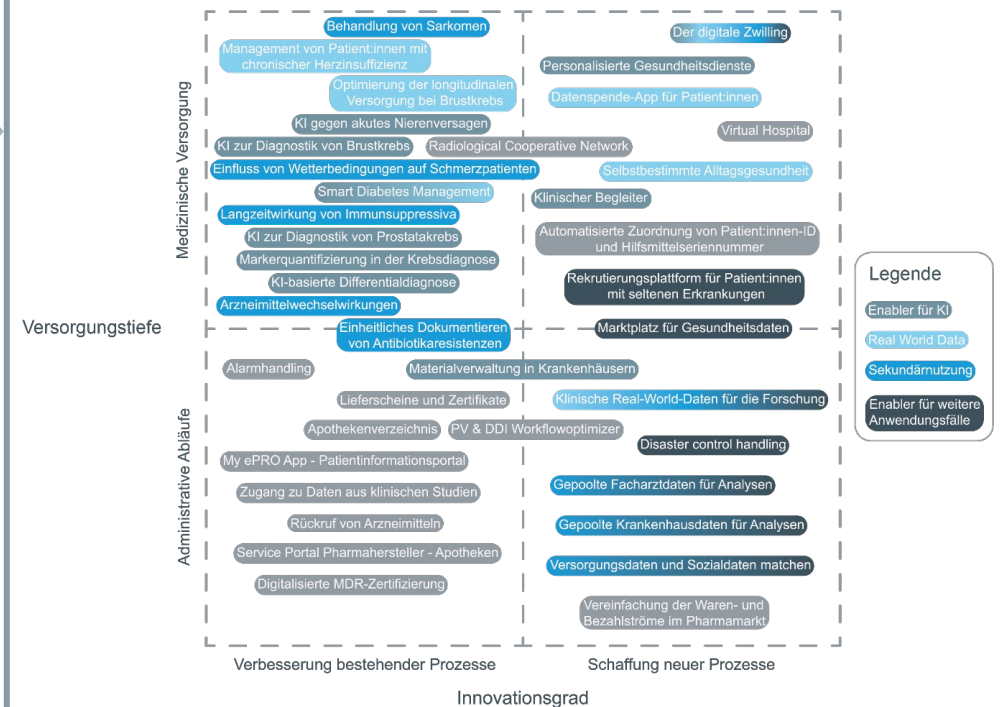 Versorgungstiefe
Medizinische Versorgung
Administrative Abläufe
Behandlung von Sarkomen
Management von Patient:innen mit
chronischer Herzinsuffizienz
Optimierung der longitudinalen
Versorgung bei Brustkrebs
KI gegen akutes Nierenversagen
KI zur Diagnostik von Brustkrebs
Radiological Cooperative Network
Einfluss von Wetterbedingungen auf Schmerzpatienten
Smart Diabetes Management
Langzeitwirkung von Immunsuppressiva
KI zur Diagnostik von Prostatakrebs
Markerquantifizierung in der Krebsdiagnose
KI-basierte Differentialdiagnose
Arzneimittelwechselwirkungen
Einheitliches Dokumentieren
von Antibiotikaresistenzen
Der digitale Zwilling
Personalisierte Gesundheitsdienste
Datenspende-App für Patient:innen
Virtual Hospital
Selbstbestimmte Alltagsgesundheit
Klinischer Begleiter
Automatisierte Zuordnung von Patient:innen-ID
und Hilfsmittelseriennummer
Rekrutierungsplattform für Patient:innen
mit seltenen Erkrankungen
Marktplatz für Gesundheitsdaten
Alarmhandling
Materialverwaltung in Krankenhäusern
Lieferscheine und Zertifikate
Apothekenverzeichnis
PV & DDI Workflowoptimizer
My ePRO App - Patientinformationsportal
Zugang zu Daten aus klinischen Studien
Rückruf von Arzneimitteln
Service Portal Pharmahersteller - Apotheken
Digitalisierte MDR-Zertifizierung
Klinische Real-World-Daten für die Forschung
Disaster control handling
Gepoolte Facharztdaten für Analysen
Gepoolte Krankenhausdaten für Analysen
Versorgungsdaten und Sozialdaten matchen
Vereinfachung der Waren- und
Bezahlströme im Pharmamarkt
Verbesserung bestehender Prozesse
Schaffung neuer Prozesse
Innovationsgrad
Legende
Enabler für KI
Real World Data
Sekundärnutzung
Enabler für weitere
Anwendungsfälle